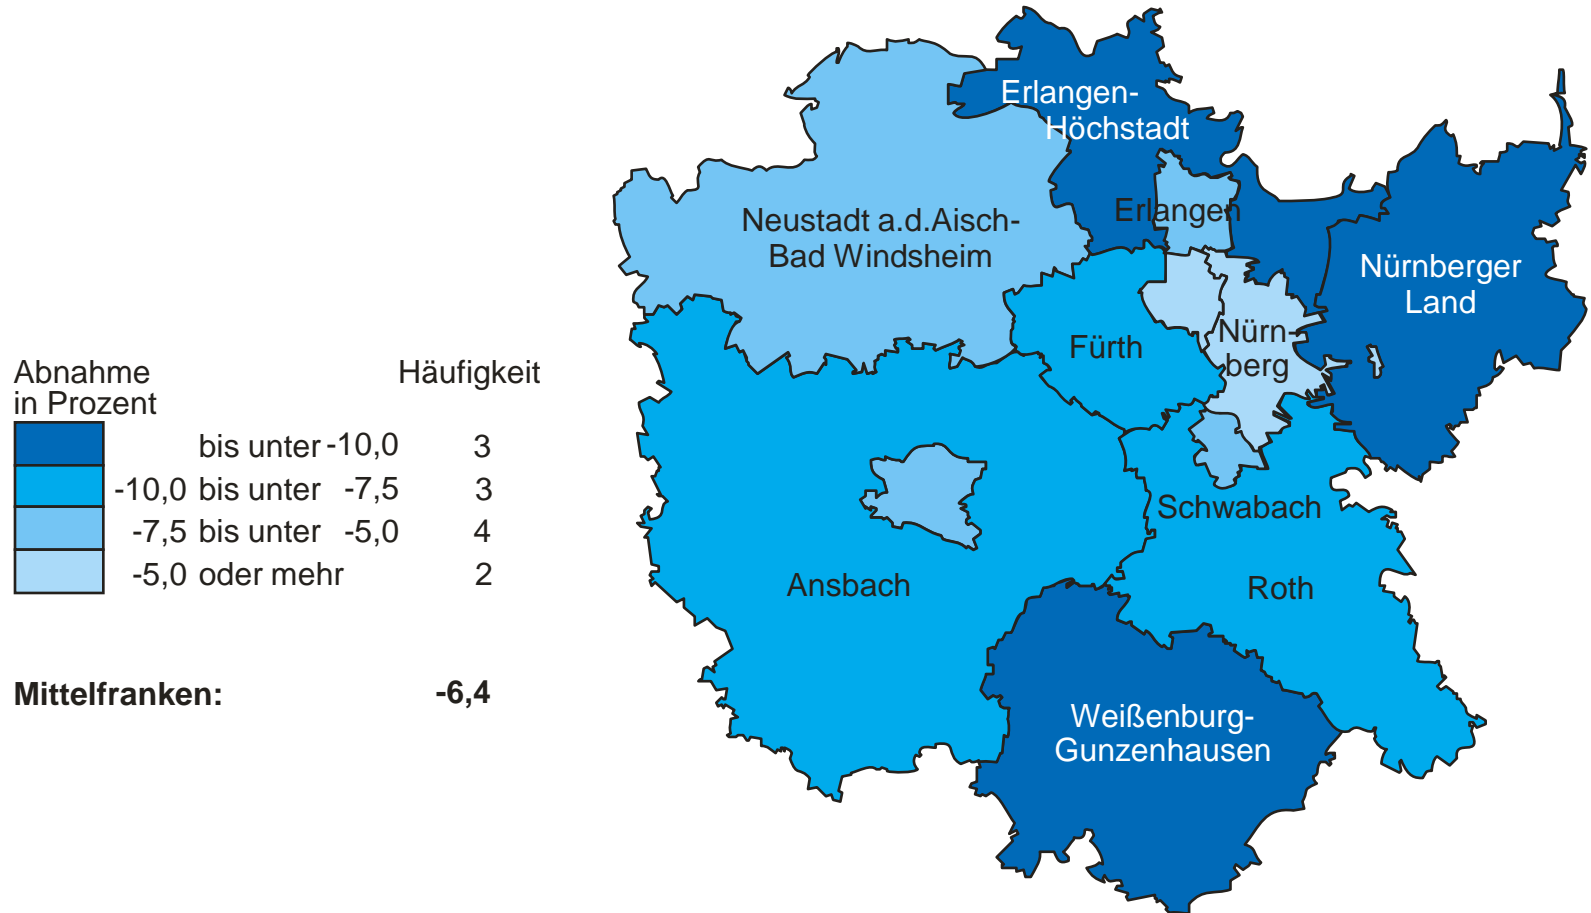 Abnahme
in Prozent
Häufigkeit
bis unter -10,0 3
-10,0 bis unter -7,5 3
-7,5 bis unter -5,0 4
-5,0 oder mehr 2
Mittelfranken: -6,4
Erlangen-
Höchstadt
Neustadt a.d.Aisch-
Bad Windsheim
Erlangen
Nürnberger
Land
Fürth
Nürn-
berg
Schwabach
Ansbach
Roth
Weißenburg-
Gunzenhausen